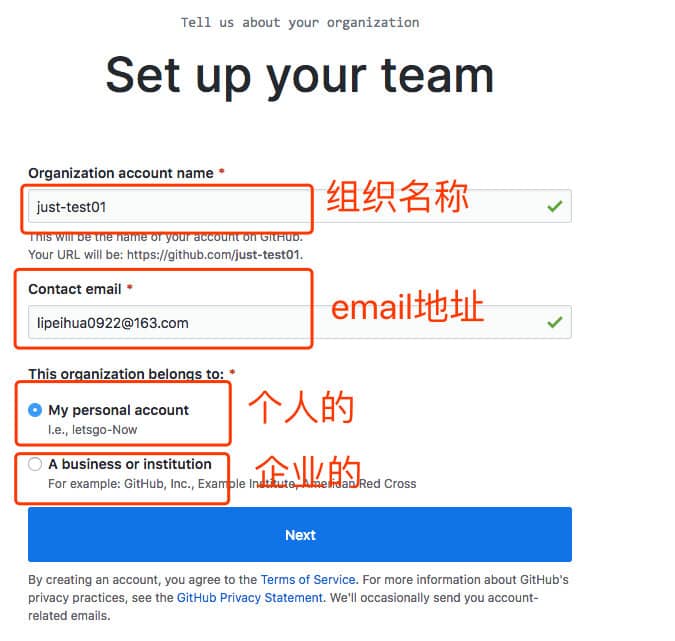 Tell us about your organization
Set up your team
Organization account name *
just-test01
组织名称
This will be the name of your account on GitHub.
Your URL will be: https://github.com/just-test01.
Contact email *
lipeihua0922@163.com
email地址
This organization belongs to: *
My personal account
I.e., letsgo-Now
个人的
A business or institution
For example: GitHub, Inc., Example Institute, American Red Cross
企业的
Next
By creating an account, you agree to the Terms of Service. For more information about GitHub's
privacy practices, see the GitHub Privacy Statement. We'll occasionally send you account-
related emails.